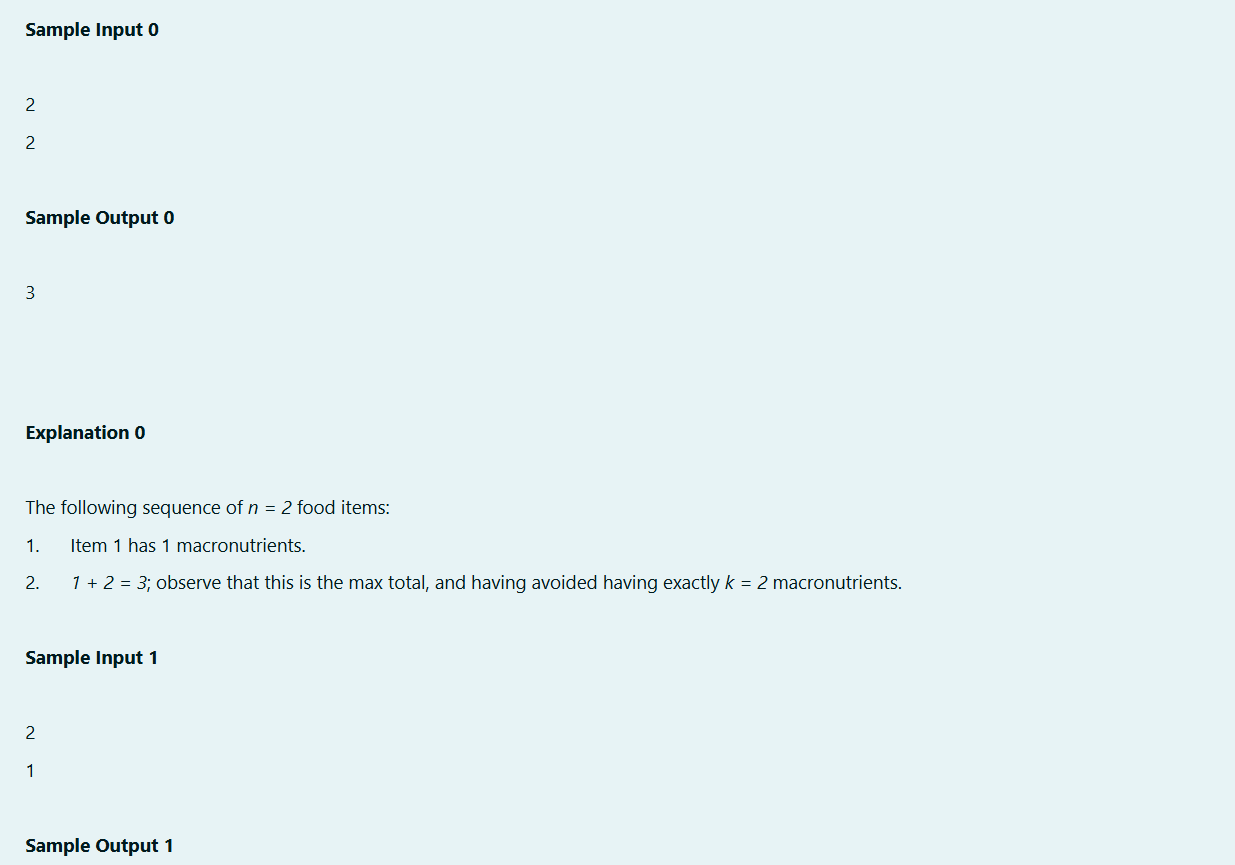 Sample Input 0
2
2
Sample Output 0
3
Explanation 0
The following sequence of n = 2 food items:
1. Item 1 has 1 macronutrients.
2. 1 + 2 = 3; observe that this is the max total, and having avoided having exactly k = 2 macronutrients.
Sample Input 1
2
1
Sample Output 1